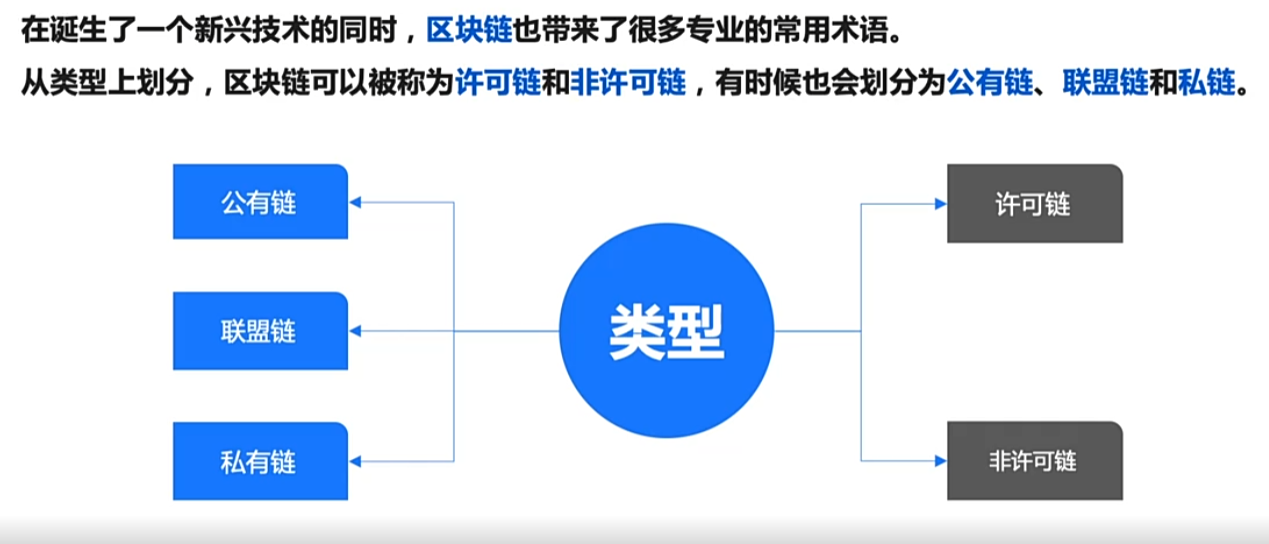 在诞生了一个新兴技术的同时，区块链也带来了很多专业的常用术语。
从类型上划分，区块链可以被称为许可链和非许可链，有时候也会划分为公有链、联盟链和私链。
公有链
许可链
联盟链
类型
私有链
非许可链